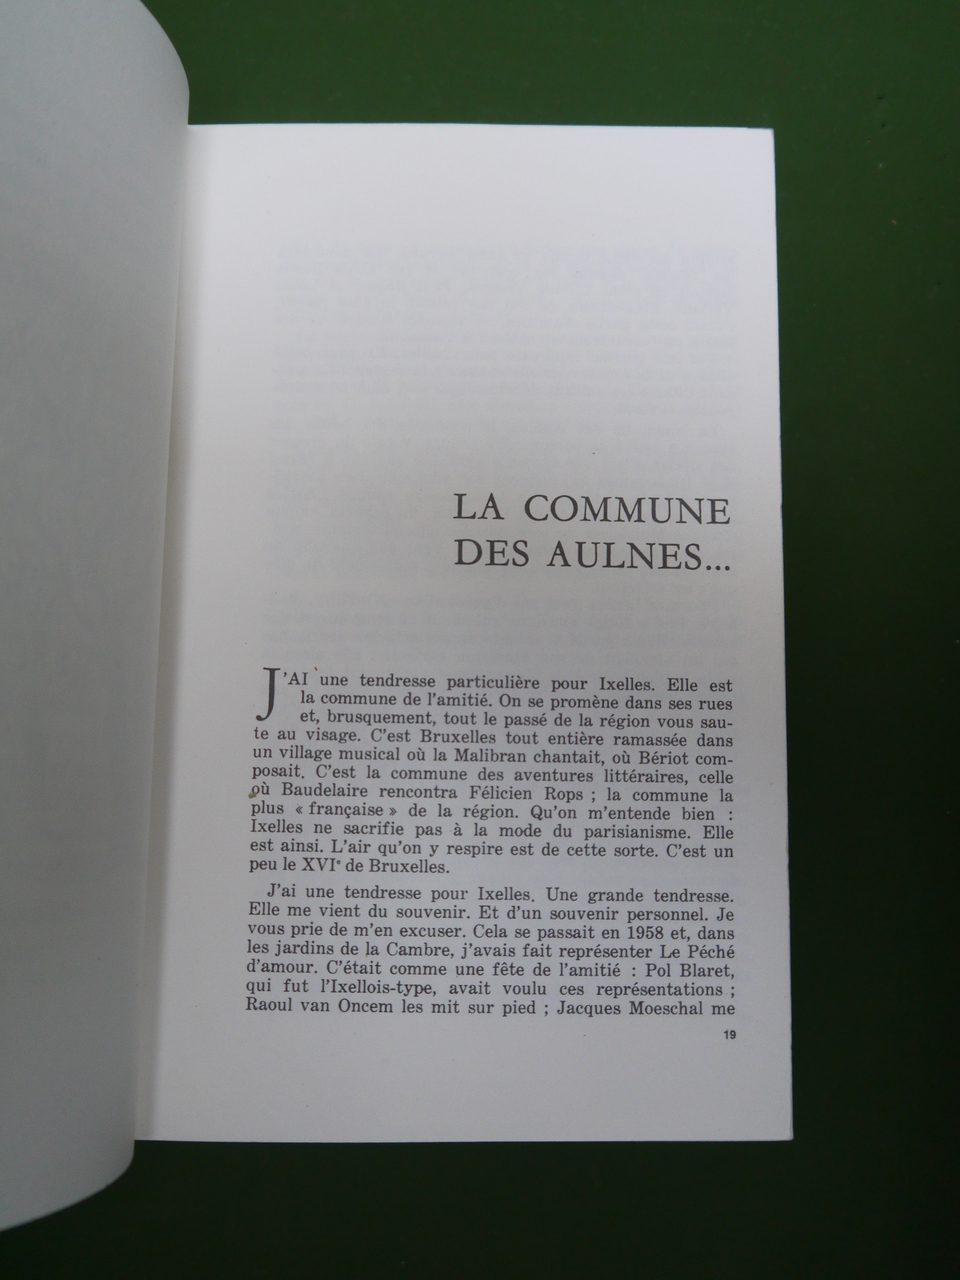 LA COMMUNE
DES AULNES...
J'AI une tendresse particulière pour Ixelles. Elle est
la commune de l'amitié. On se promène dans ses rues
et, brusquement, tout le passé de la région vous sau-
te au visage. C'est Bruxelles tout entière ramassée dans
un village musical où la Malibran chantait, où Bériot com-
posait. C'est la commune des aventures littéraires, celle
où Baudelaire rencontra Félicien Rops ; la commune la
plus « française » de la région. Qu'on m'entende bien :
Ixelles ne sacrifie pas à la mode du parisianisme. Elle
est ainsi. L'air qu'on y respire est de cette sorte. C'est un
peu le XVIᵉ de Bruxelles.
J'ai une tendresse pour Ixelles. Une grande tendresse.
Elle me vient du souvenir. Et d'un souvenir personnel. Je
vous prie de m'en excuser. Cela se passait en 1958 et, dans
les jardins de la Cambre, j'avais fait représenter Le Péché
d'amour. C'était comme une fête de l'amitié : Pol Blaret,
qui fut l'Ixellois-type, avait voulu ces représentations ;
Raoul van Oncem les mit sur pied ; Jacques Moeschal me
19